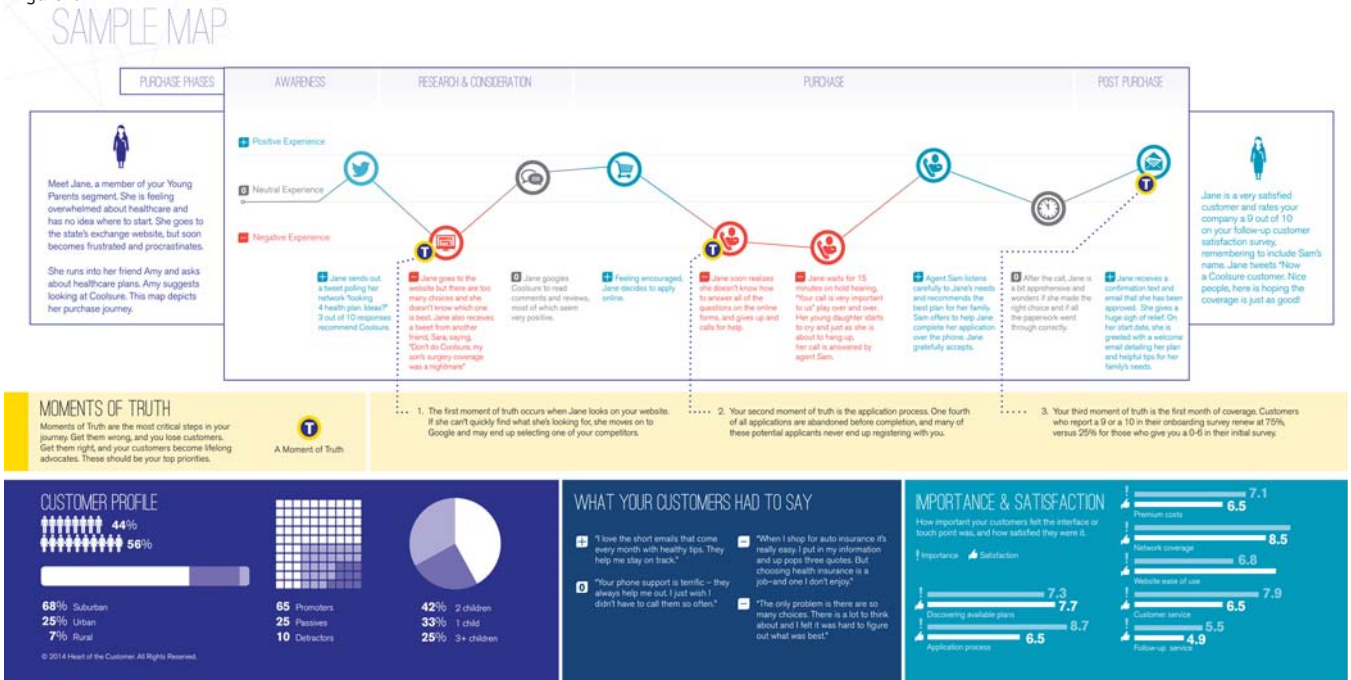 SAMPLE MAP
PURCHASE PHASES
AWARENESS
RESEARCH & CONSIDERATION
PURCHASE
POST PURCHASE
Meet Jane, a member of your Young
Parents segment. She is feeling
overwhelmed about healthcare and
has no idea where to start. She goes to
the state's exchange website, but soon
becomes frustrated and procrastinates.
She runs into her friend Amy and asks
about healthcare plans. Amy suggests
looking at Coolsure. This map depicts
her purchase journey.
+ Positive Experience
0 Neutral Experience
− Negative Experience
T
T
T
+ Jane sends out
a tweet polling her
network "looking
4 health plan. Ideas?"
3 out of 10 responses
recommend Coolsure.
− Jane goes to the
website but there are too
many choices and she
doesn't know which one
is best. Jane also receives
a tweet from another
friend, Sara, saying,
"Don't do Coolsure, my
son's surgery coverage
was a nightmare"
0 Jane googles
Coolsure to read
comments and reviews,
most of which seem
very positive.
+ Feeling encouraged,
Jane decides to apply
online.
− Jane soon realizes
she doesn't know how
to answer all of the
questions on the online
forms, and gives up and
calls for help.
− Jane waits for 15
minutes on hold hearing,
"Your call is very important
to us" play over and over.
Her young daughter starts
to cry and just as she is
about to hang up,
her call is answered by
agent Sam.
+ Agent Sam listens
carefully to Jane's needs
and recommends the
best plan for her family.
Sam offers to help Jane
complete her application
over the phone. Jane
gratefully accepts.
0 After the call, Jane is
a bit apprehensive and
wonders if she made the
right choice and if all
the paperwork went
through correctly.
+ Jane receives a
confirmation text and
email that she has been
approved. She gives a
huge sigh of relief. On
her start date, she is
greeted with a welcome
email detailing her plan
and helpful tips for her
family's needs.
Jane is a very satisfied
customer and rates your
company a 9 out of 10
on your follow-up customer
satisfaction survey,
remembering to include Sam's
name. Jane tweets "Now
a Coolsure customer. Nice
people, here is hoping the
coverage is just as good!
MOMENTS OF TRUTH
Moments of Truth are the most critical steps in your
journey. Get them wrong, and you lose customers.
Get them right, and your customers become lifelong
advocates. These should be your top priorities.
T
A Moment of Truth
1. The first moment of truth occurs when Jane looks on your website.
If she can't quickly find what she's looking for, she moves on to
Google and may end up selecting one of your competitors.
2. Your second moment of truth is the application process. One fourth
of all applications are abandoned before completion, and many of
these potential applicants never end up registering with you.
3. Your third moment of truth is the first month of coverage. Customers
who report a 9 or a 10 in their onboarding survey renew at 75%,
versus 25% for those who give you a 0-6 in their initial survey.
CUSTOMER PROFILE
44%
56%
68% Suburban
25% Urban
7% Rural
65 Promoters
25 Passives
10 Detractors
42% 2 children
33% 1 child
25% 3+ children
© 2014 Heart of the Customer. All Rights Reserved.
WHAT YOUR CUSTOMERS HAD TO SAY
+ "I love the short emails that come
every month with healthy tips. They
help me stay on track."
0 "Your phone support is terrific – they
always help me out. I just wish I
didn't have to call them so often."
− "When I shop for auto insurance it's
really easy. I put in my information
and up pops three quotes. But
choosing health insurance is a
job–and one I don't enjoy."
− "The only problem is there are so
many choices. There is a lot to think
about and I felt it was hard to figure
out what was best."
IMPORTANCE & SATISFACTION
How important your customers felt the interface or
touch point was, and how satisfied they were it.
! Importance Satisfaction
! 7.3
7.7
Discovering available plans
! 8.7
6.5
Application process
! 7.1
6.5
Premium costs
!
8.5
Network coverage
! 6.8
Website ease of use
! 7.9
6.5
Customer service
! 5.5
4.9
Follow-up service